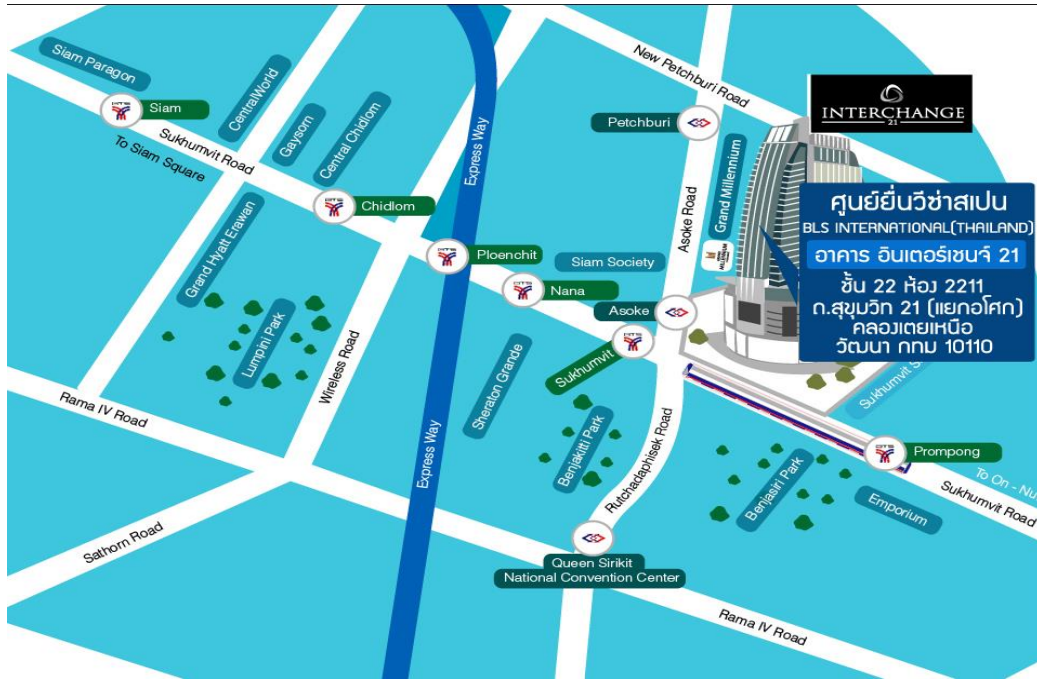 Siam Paragon
Siam
CentralWorld
Gaysorn
Central Chidlom
Sukhumvit Road
To Siam Square
Chidlom
Grand Hyatt Erawan
Lumpini Park
Wireless Road
Rama IV Road
Sathorn Road
Express Way
Express Way
Ploenchit
Nana
Siam Society
Asoke
Sukhumvit
Sheraton Grande
Benjakitti Park
Rutchadaphisek Road
Queen Sirikit
National Convention Center
Rama IV Road
New Petchburi Road
Petchburi
Asoke Road
Grand Millennium
MILLENNIUM
INTERCHANGE
21
ศูนย์ยื่นวีซ่าสเปน
BLS INTERNATIONAL(THAILAND)
อาคาร อินเตอร์เชนจ์ 21
ชั้น 22 ห้อง 2211
ถ.สุขุมวิท 21 (แยกอโศก)
คลองเตยเหนือ
วัฒนา กทม 10110
Prompong
Benjasiri Park
Emporium
To On - Nu
Sukhumvit Road